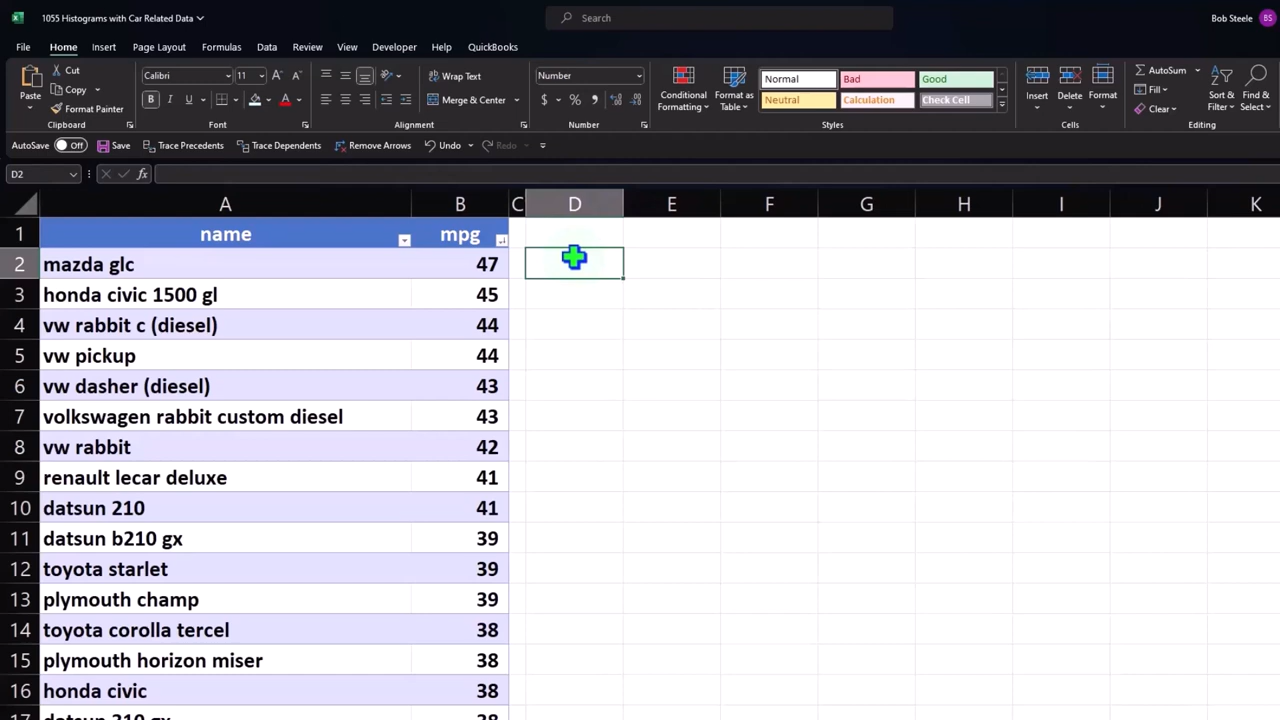 1055 Histograms with Car Related Data
Search
Bob Steele
BS
File Home Insert Page Layout Formulas Data Review View Developer Help QuickBooks
Paste
Cut
Copy
Format Painter
Clipboard
Calibri
11
B I U
Font
Wrap Text
Merge & Center
Alignment
Number
$ % ,
Number
Conditional Formatting
Format as Table
Normal
Bad
Good
Neutral
Calculation
Check Cell
Styles
Insert
Delete
Format
Cells
AutoSum
Fill
Clear
Sort & Filter
Find & Select
Editing
AutoSave Off Save Trace Precedents Trace Dependents Remove Arrows Undo Redo
D2
fx
A B C D E F G H I J K
1 name mpg
2 mazda glc 47
3 honda civic 1500 gl 45
4 vw rabbit c (diesel) 44
5 vw pickup 44
6 vw dasher (diesel) 43
7 volkswagen rabbit custom diesel 43
8 vw rabbit 42
9 renault lecar deluxe 41
10 datsun 210 41
11 datsun b210 gx 39
12 toyota starlet 39
13 plymouth champ 39
14 toyota corolla tercel 38
15 plymouth horizon miser 38
16 honda civic 38
17 datsun 310 gx 38